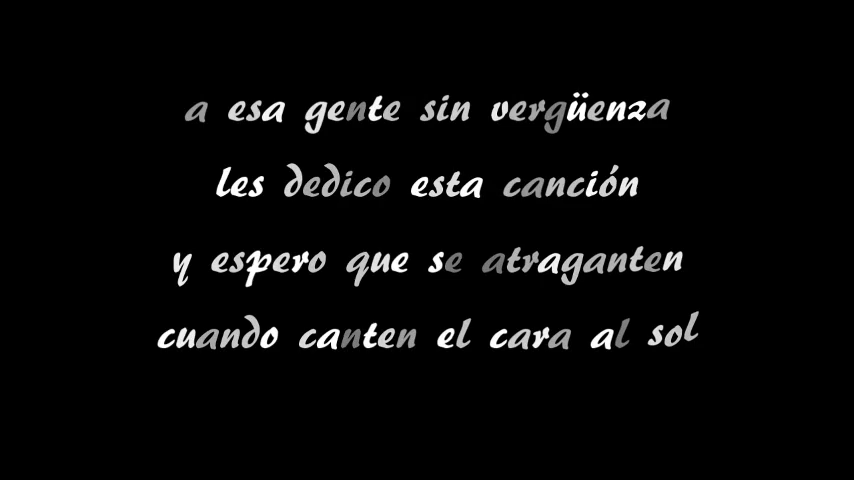 a esa gente sin vergüenza
les dedico esta canción
y espero que se atraganten
cuando canten el cara al sol